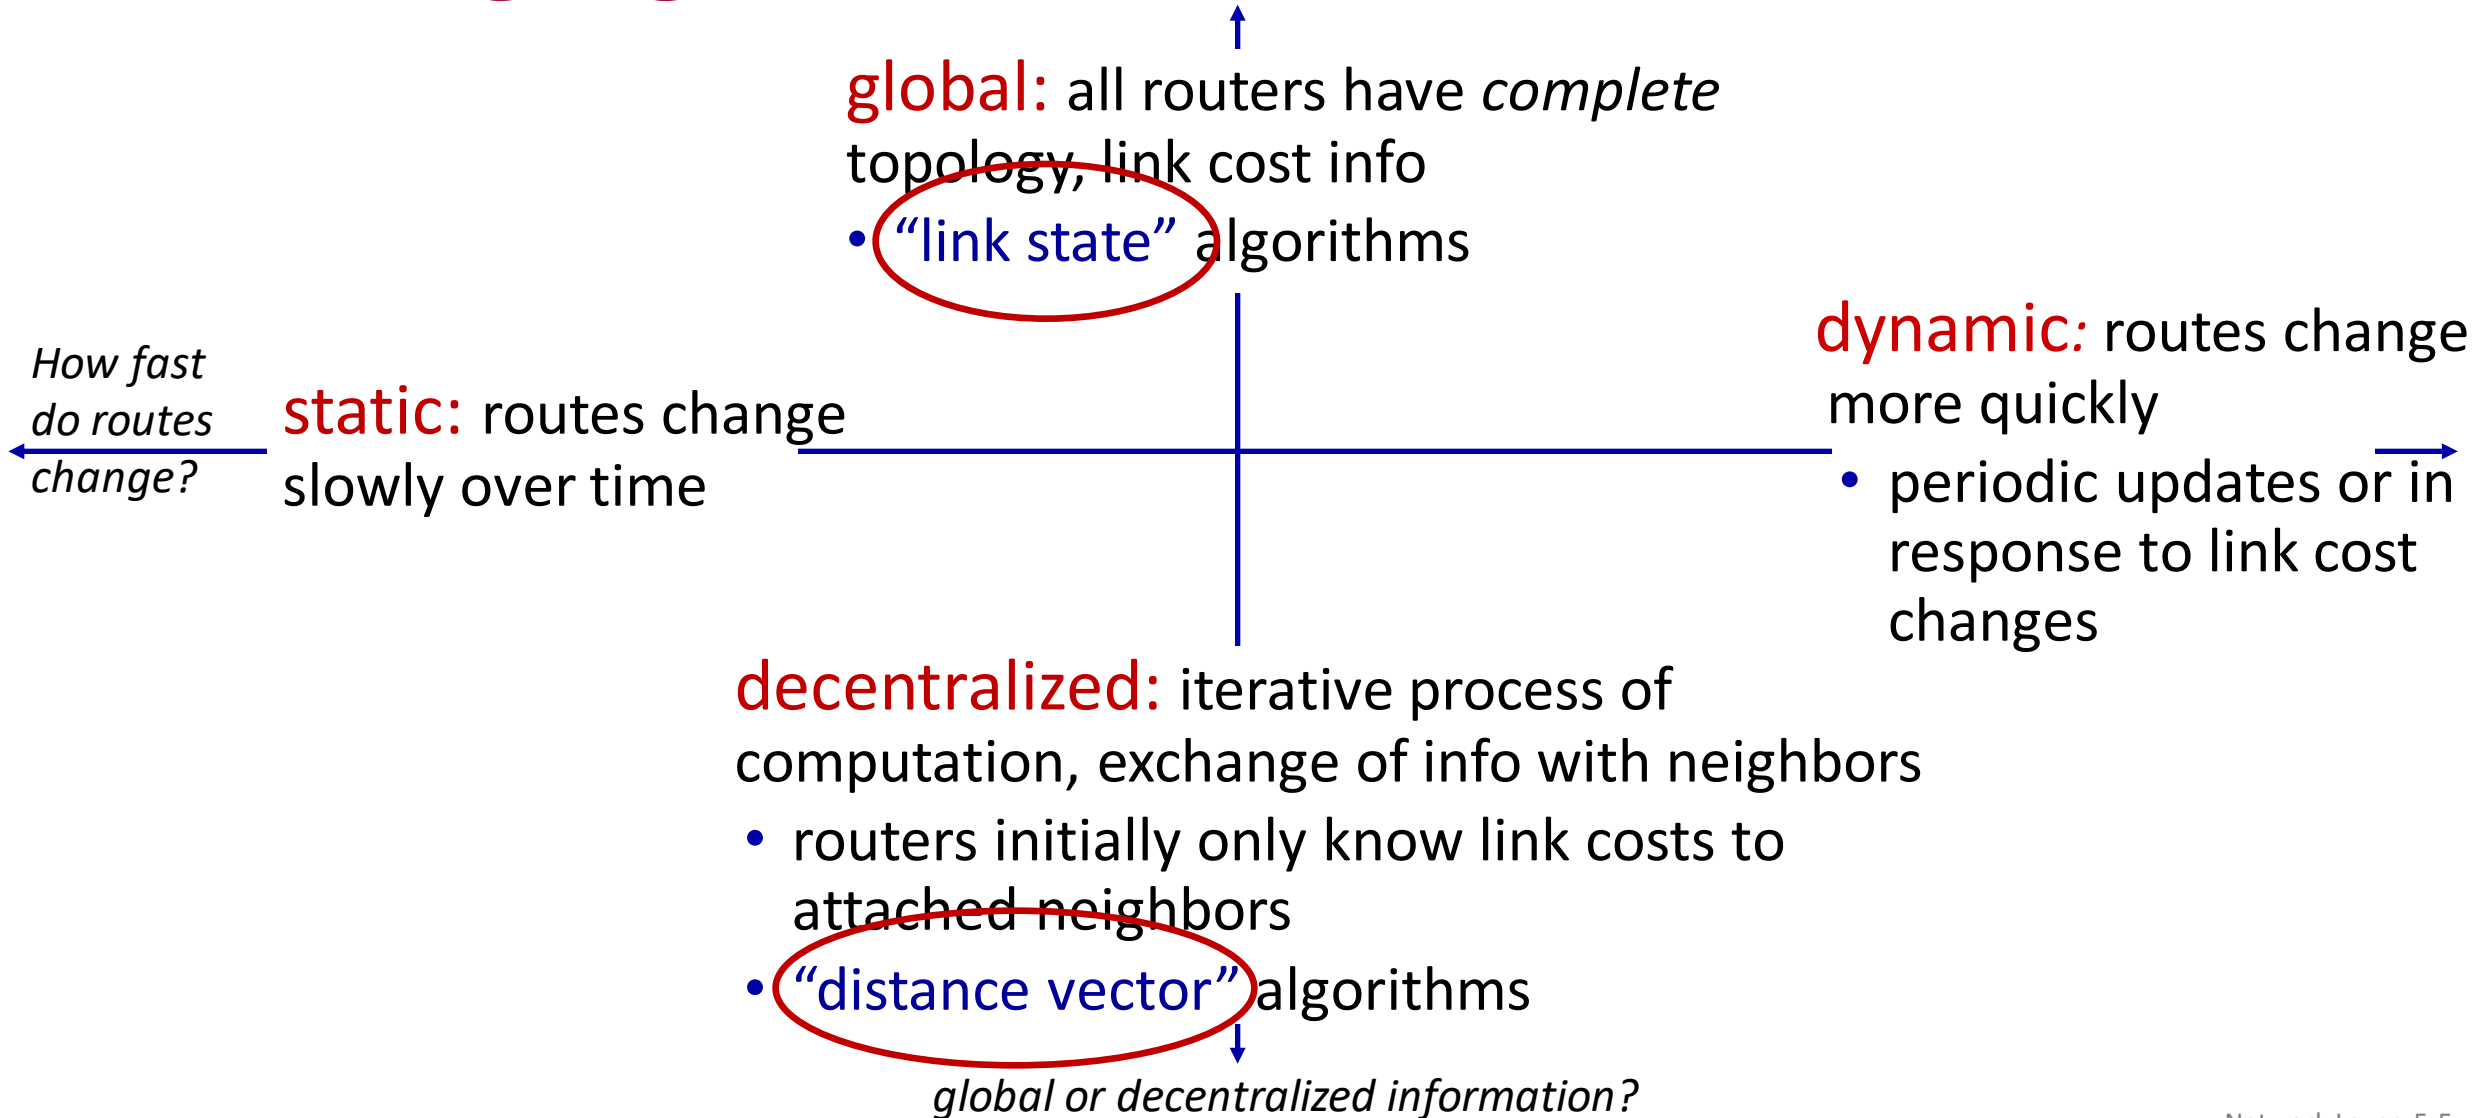 global: all routers have complete
topology, link cost info
• “link state” algorithms
How fast
do routes
change?
static: routes change
slowly over time
dynamic: routes change
more quickly
• periodic updates or in
response to link cost
changes
decentralized: iterative process of
computation, exchange of info with neighbors
• routers initially only know link costs to
attached neighbors
• “distance vector” algorithms
global or decentralized information?